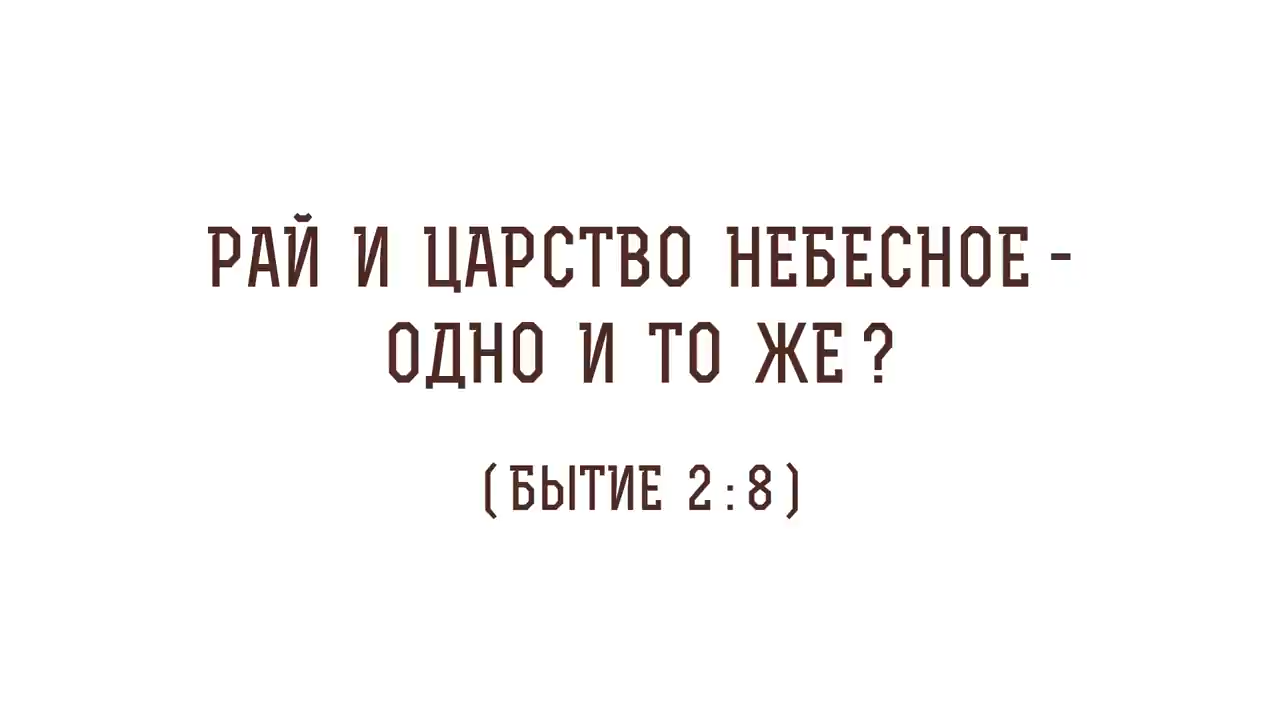 РАЙ И ЦАРСТВО НЕБЕСНОЕ -
ОДНО И ТО ЖЕ?
(БЫТИЕ 2:8)